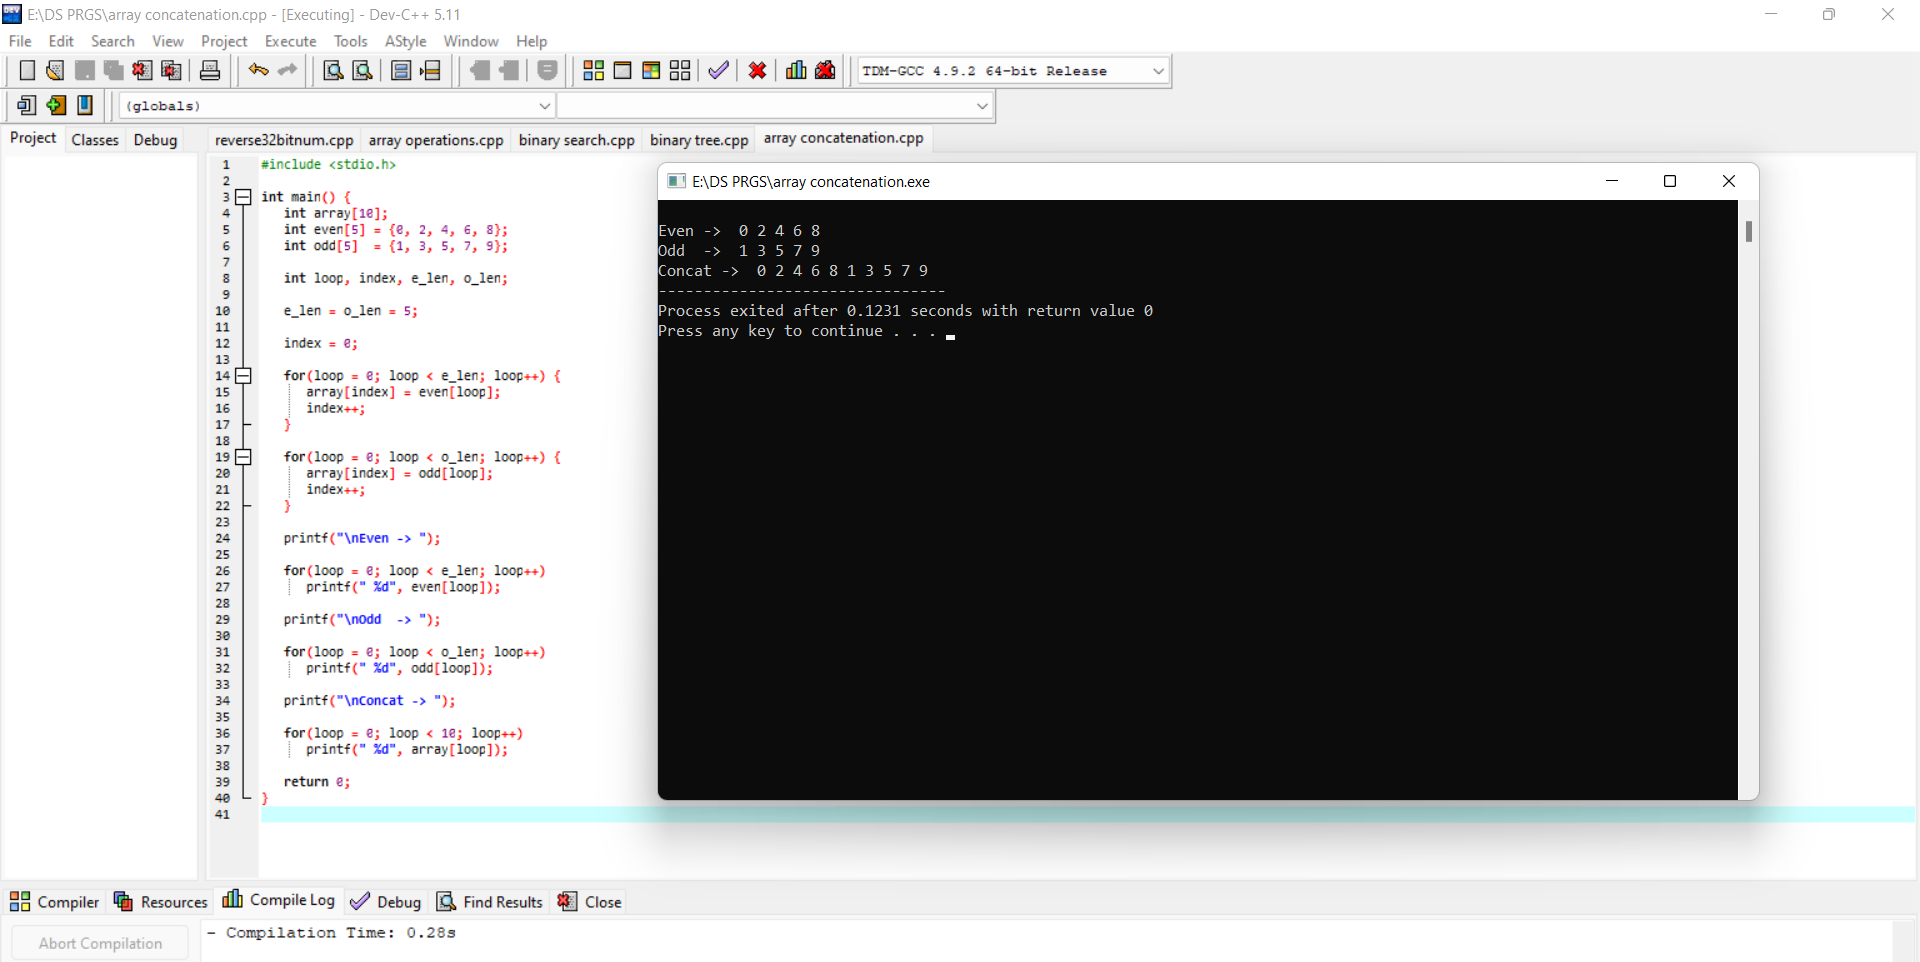 E:\DS PRGS\array concatenation.cpp - [Executing] - Dev-C++ 5.11
File Edit Search View Project Execute Tools AStyle Window Help
TDM-GCC 4.9.2 64-bit Release
(globals)
Project Classes Debug
reverse32bitnum.cpp array operations.cpp binary search.cpp binary tree.cpp array concatenation.cpp
1 #include <stdio.h>
2
3 int main() {
4 int array[10];
5 int even[5] = {0, 2, 4, 6, 8};
6 int odd[5]  = {1, 3, 5, 7, 9};
7
8 int loop, index, e_len, o_len;
9
10 e_len = o_len = 5;
11
12 index = 0;
13
14 for(loop = 0; loop < e_len; loop++) {
15 array[index] = even[loop];
16 index++;
17 }
18
19 for(loop = 0; loop < o_len; loop++) {
20 array[index] = odd[loop];
21 index++;
22 }
23
24 printf("\nEven -> ");
25
26 for(loop = 0; loop < e_len; loop++)
27 printf(" %d", even[loop]);
28
29 printf("\nOdd  -> ");
30
31 for(loop = 0; loop < o_len; loop++)
32 printf(" %d", odd[loop]);
33
34 printf("\nConcat -> ");
35
36 for(loop = 0; loop < 10; loop++)
37 printf(" %d", array[loop]);
38
39 return 0;
40 }
41
E:\DS PRGS\array concatenation.exe
Even ->  0 2 4 6 8
Odd  ->  1 3 5 7 9
Concat ->  0 2 4 6 8 1 3 5 7 9
--------------------------------
Process exited after 0.1231 seconds with return value 0
Press any key to continue . . .
Compiler Resources Compile Log Debug Find Results Close
Abort Compilation
- Compilation Time: 0.28s